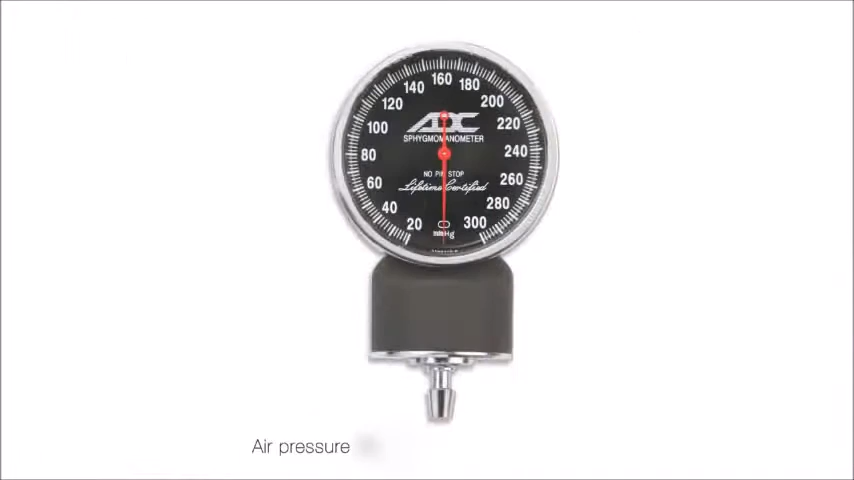 160
140 180
120 200
100 220
80 240
60 260
40 280
20 300
ADC
SPHYGMOMANOMETER
NO PIN STOP
Lifetime Certified
mmHg
Air pressure